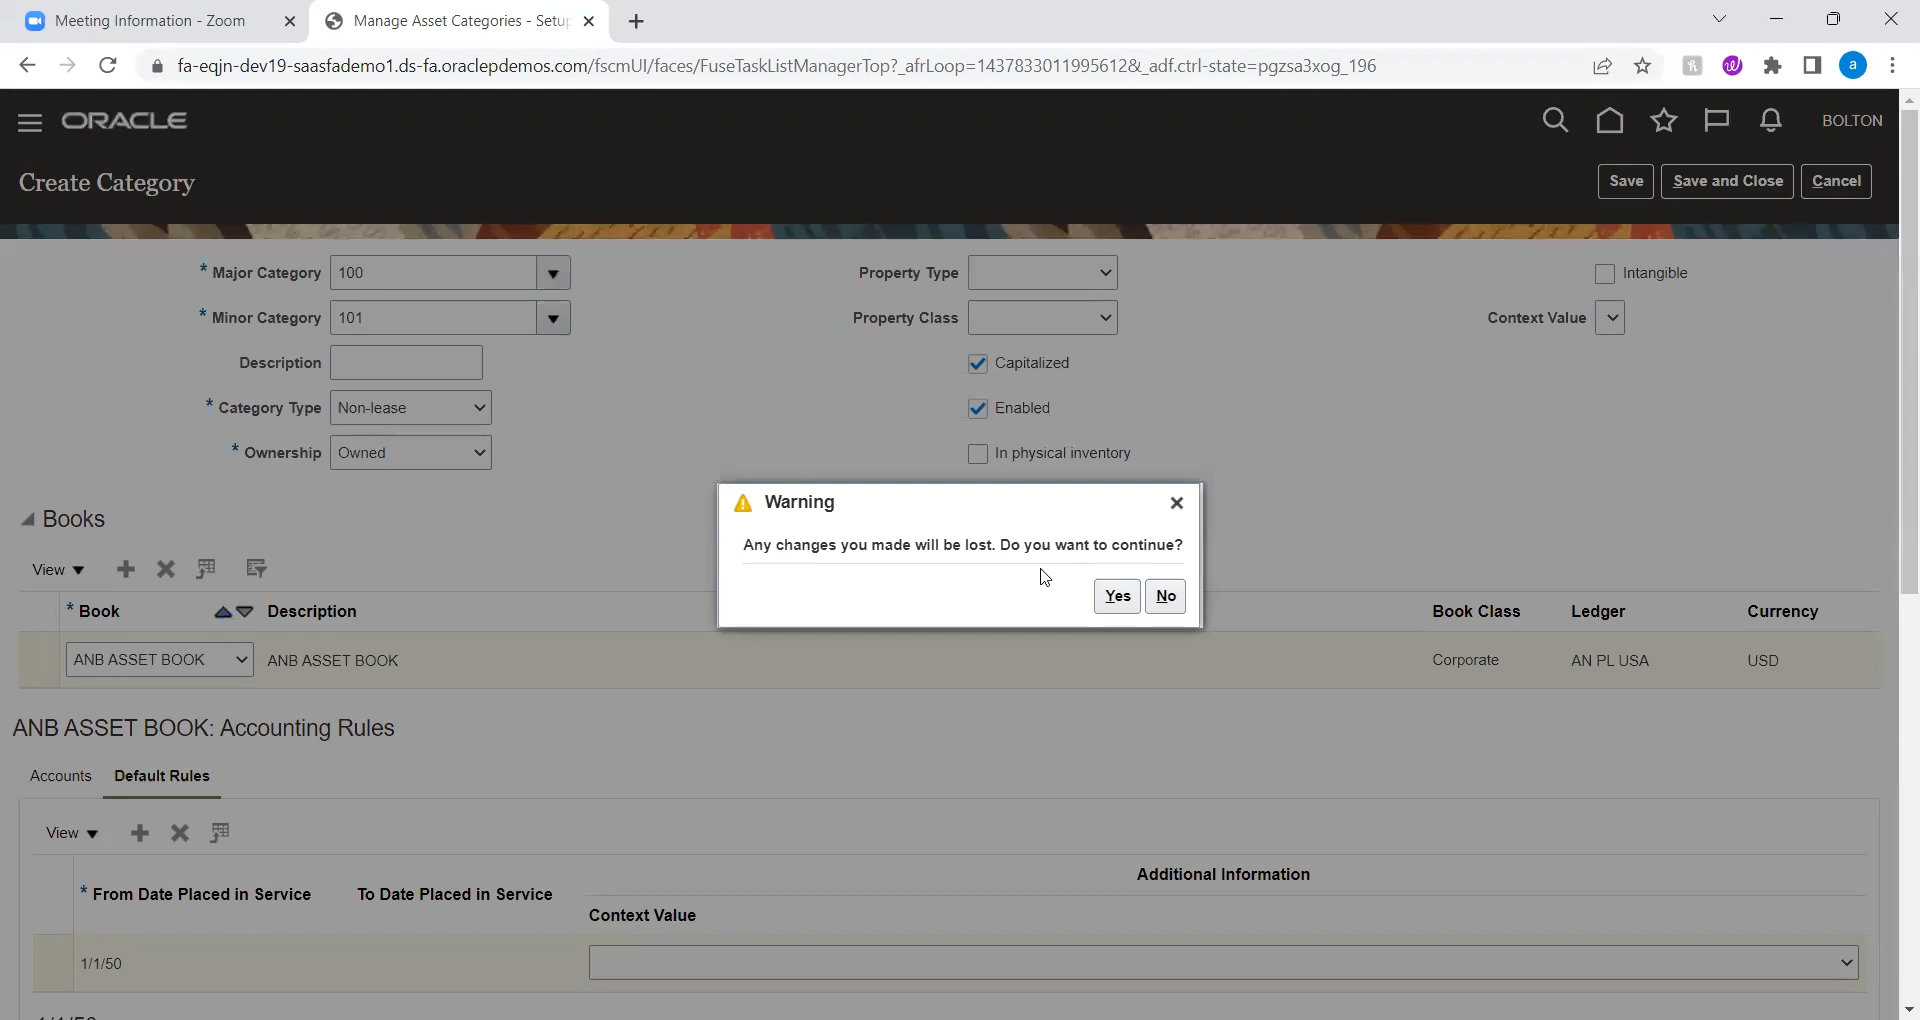 Meeting Information - Zoom
Manage Asset Categories - Setup
fa-eqjn-dev19-saasfademo1.ds-fa.oraclepdemos.com/fscmUI/faces/FuseTaskListManagerTop?_afrLoop=1437833011995612&_adf.ctrl-state=pgzsa3xog_196
a
ORACLE
BOLTON
Create Category
Save
Save and Close
Cancel
* Major Category 100
Property Type
Intangible
* Minor Category 101
Property Class
Context Value
Description
Capitalized
* Category Type Non-lease
Enabled
* Ownership Owned
In physical inventory
Warning
Any changes you made will be lost. Do you want to continue?
Yes
No
Books
View
* Book
Description
Book Class
Ledger
Currency
ANB ASSET BOOK
ANB ASSET BOOK
Corporate
AN PL USA
USD
ANB ASSET BOOK: Accounting Rules
Accounts
Default Rules
View
Additional Information
* From Date Placed in Service
To Date Placed in Service
Context Value
1/1/50